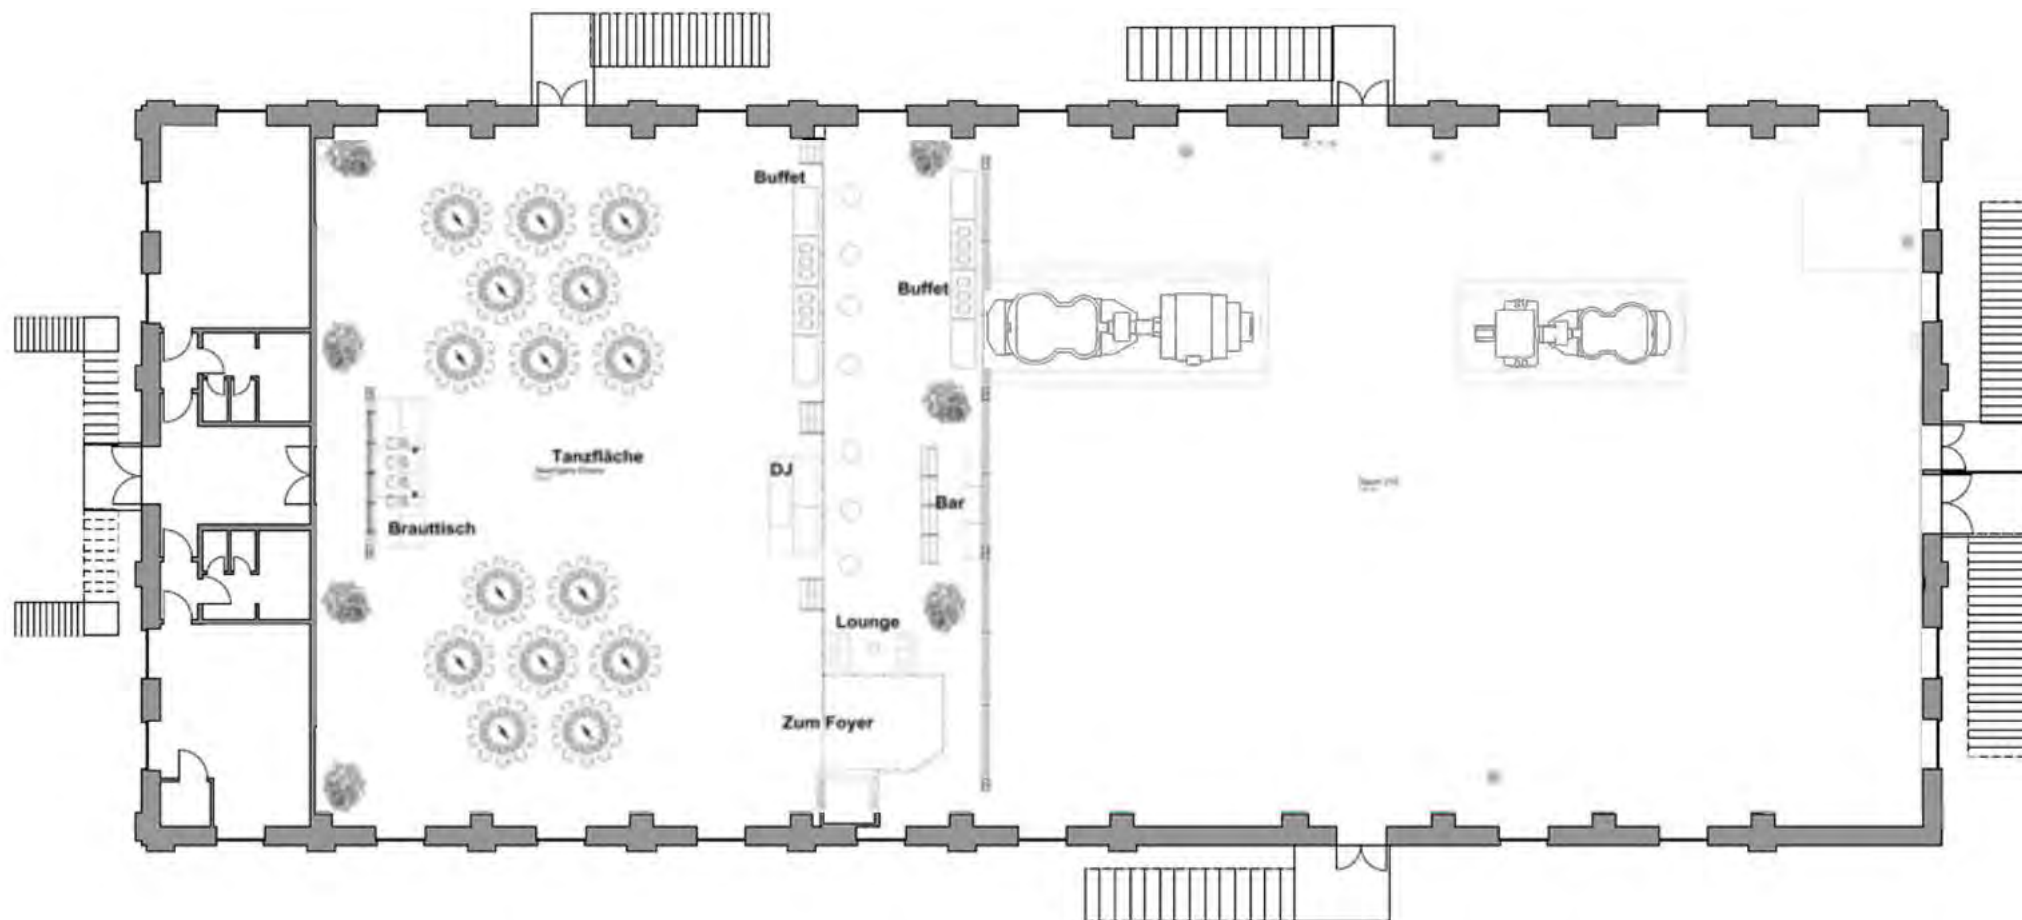 Buffet
Buffet
Tanzfläche
DJ
Bar
Brauttisch
Lounge
Zum Foyer